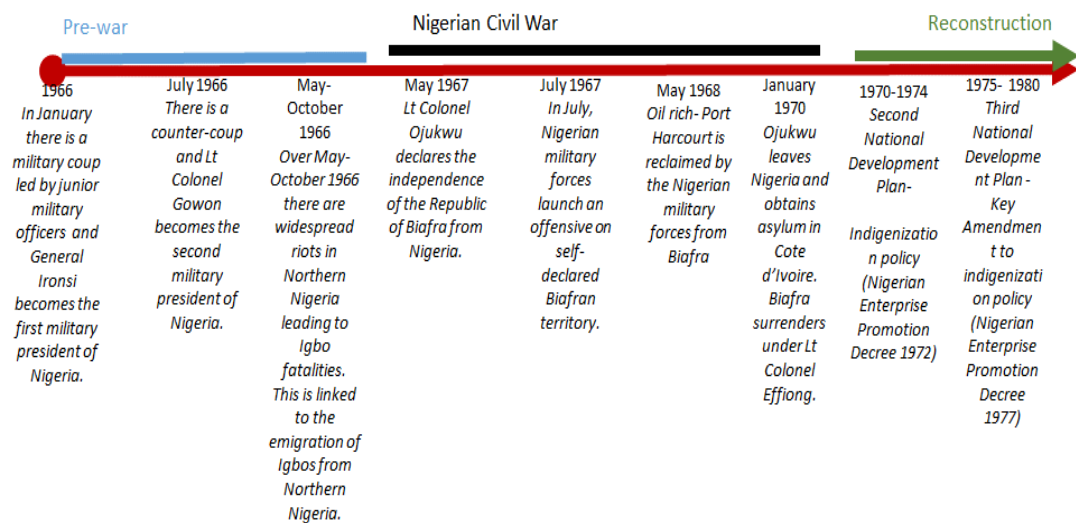 Pre-war
Nigerian Civil War
Reconstruction
1966
In January
there is a
military coup
led by junior
military
officers and
General
Ironsi
becomes the
first military
president of
Nigeria.
July 1966
There is a
counter-coup
and Lt
Colonel
Gowon
becomes the
second
military
president of
Nigeria.
May-
October
1966
Over May-
October 1966
there are
widespread
riots in
Northern
Nigeria
leading to
Igbo
fatalities.
This is linked
to the
emigration of
Igbos from
Northern
Nigeria.
May 1967
Lt Colonel
Ojukwu
declares the
independence
of the Republic
of Biafra from
Nigeria.
July 1967
In July,
Nigerian
military
forces
launch an
offensive on
self-
declared
Biafran
territory.
May 1968
Oil rich- Port
Harcourt is
reclaimed by
the Nigerian
military
forces from
Biafra
January
1970
Ojukwu
leaves
Nigeria and
obtains
asylum in
Cote
d’Ivoire.
Biafra
surrenders
under Lt
Colonel
Effiong.
1970-1974
Second
National
Development
Plan-
Indigenizatio
n policy
(Nigerian
Enterprise
Promotion
Decree 1972)
1975- 1980
Third
National
Developme
nt Plan -
Key
Amendmen
t to
indigenizati
on policy
(Nigerian
Enterprise
Promotion
Decree
1977)